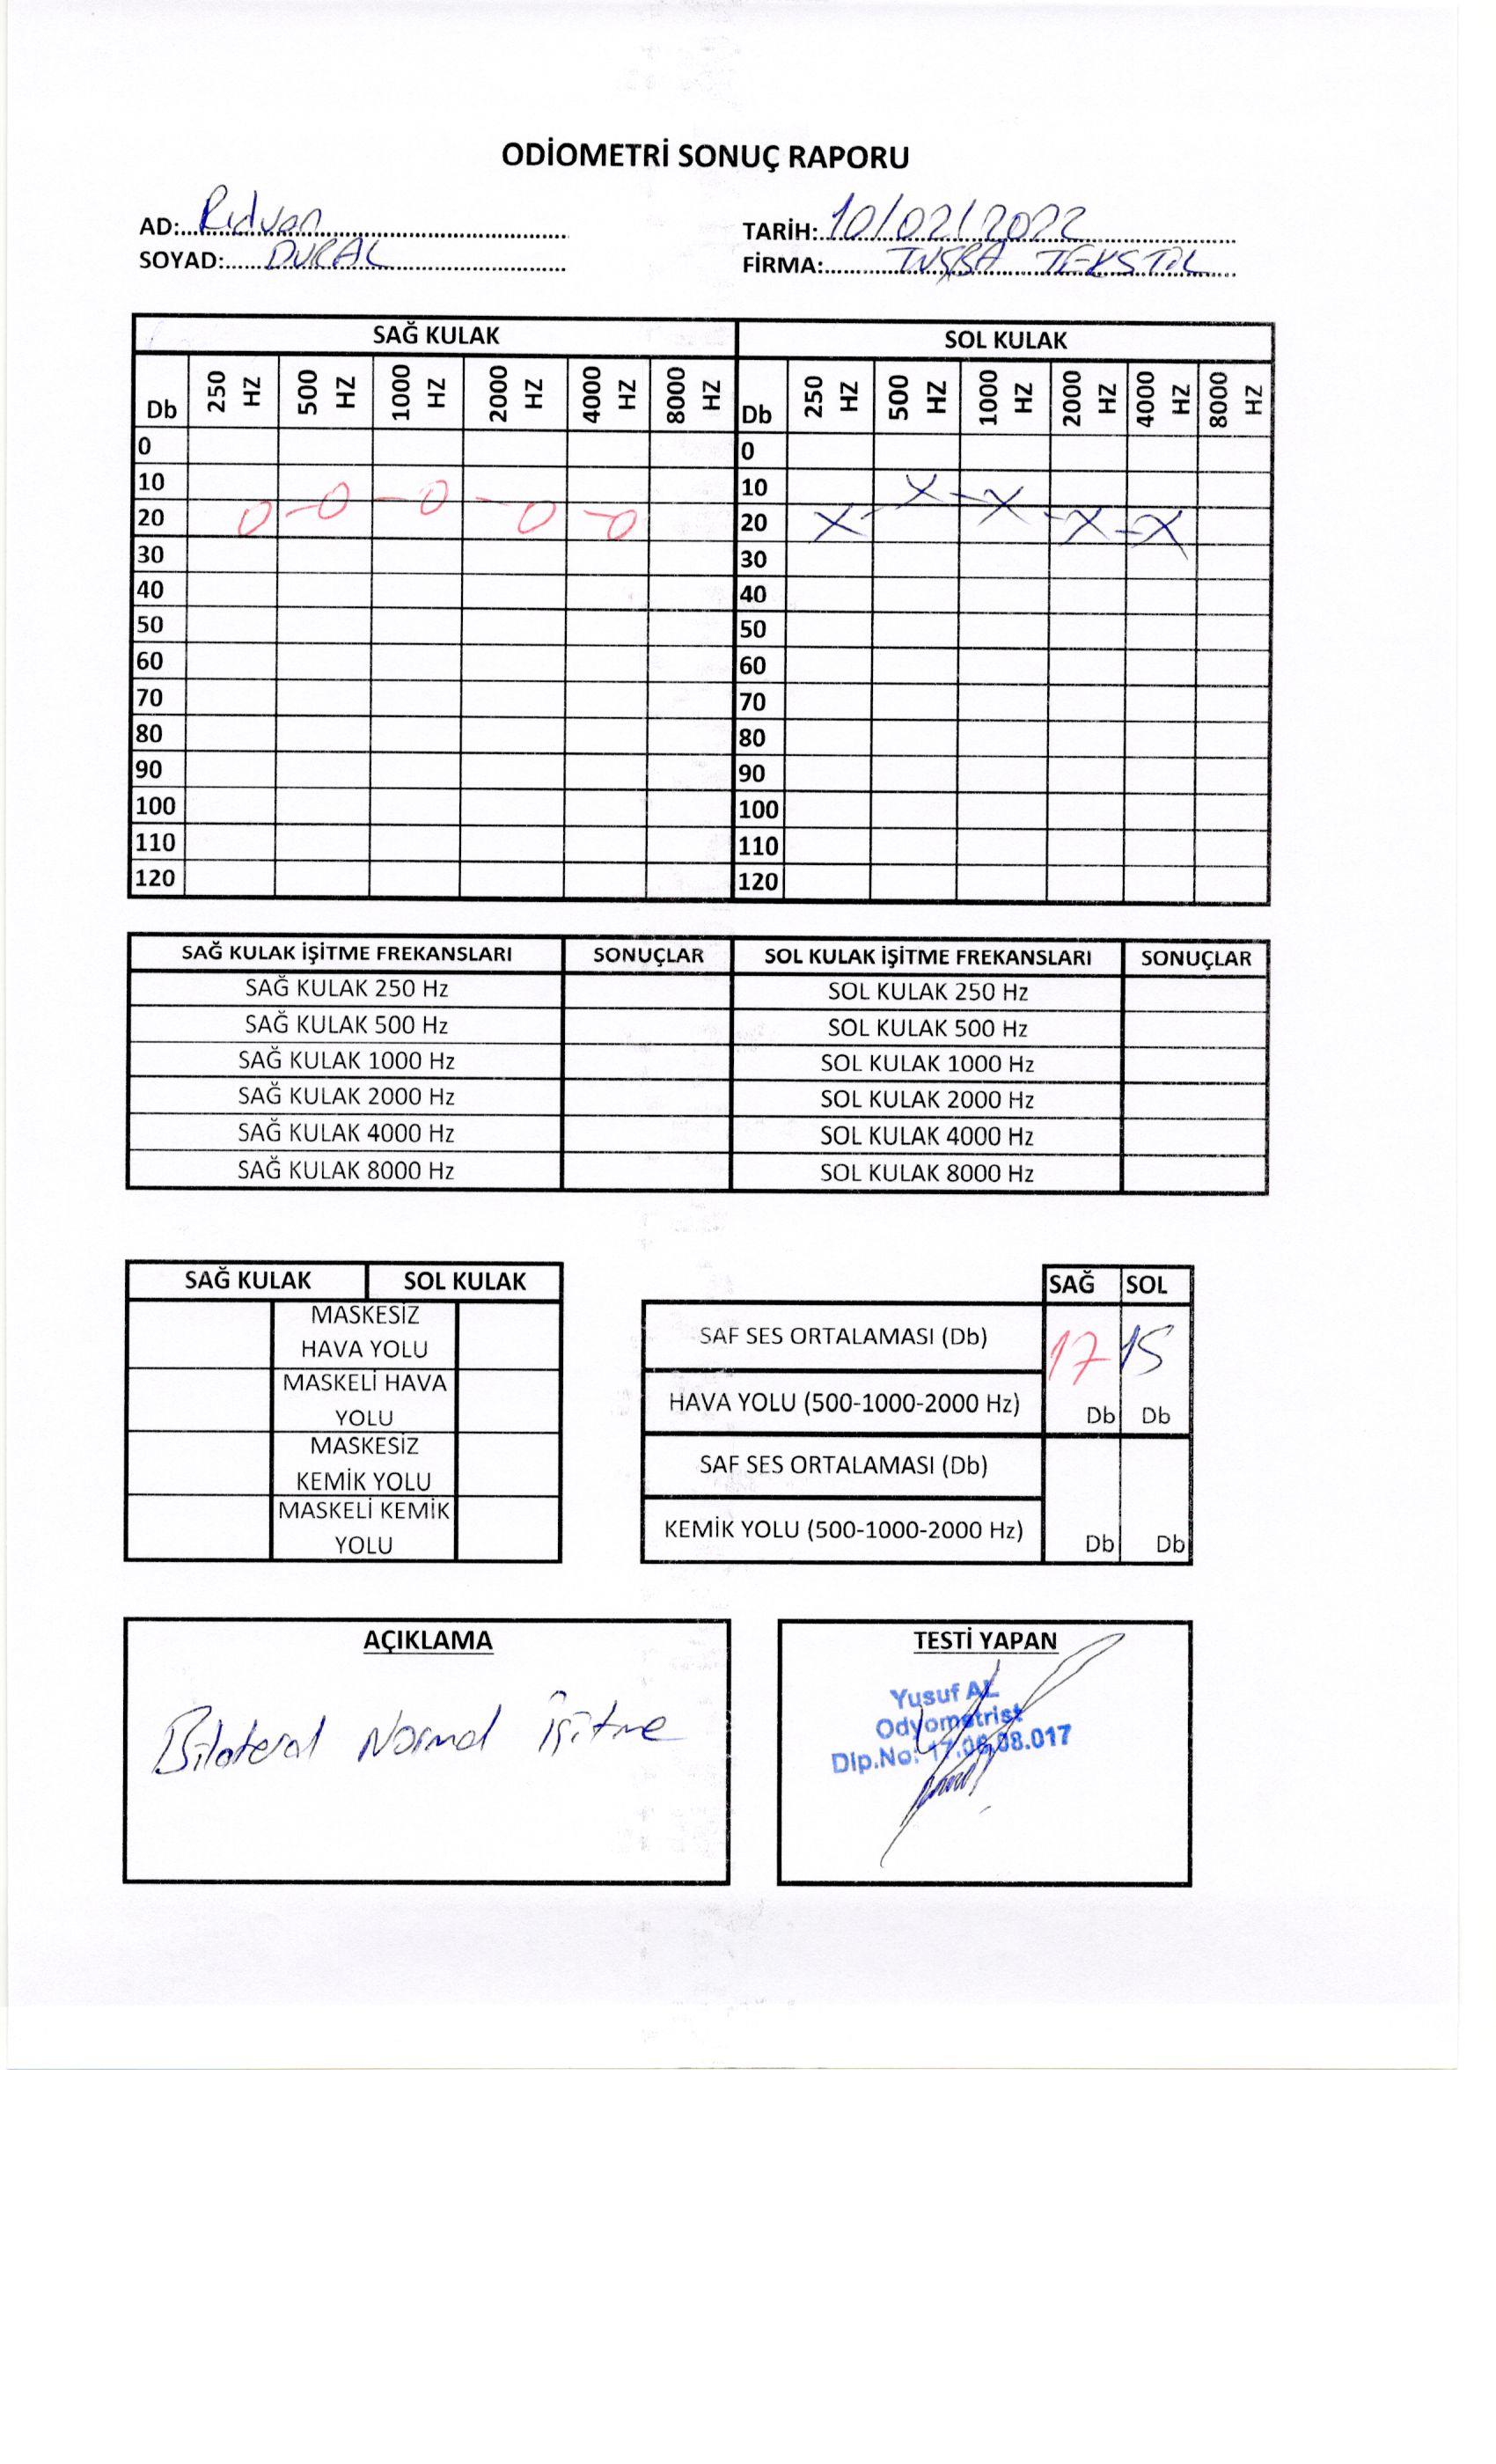 ODİOMETRİ SONUÇ RAPORU
AD: Rıdvan
TARİH: 10/02/2022
SOYAD: DURAL
FİRMA: TEKSTİL
SAĞ KULAK SOL KULAK
Db 250 HZ 500 HZ 1000 HZ 2000 HZ 4000 HZ 8000 HZ Db 250 HZ 500 HZ 1000 HZ 2000 HZ 4000 HZ 8000 HZ
0 0
10 10
20 20
30 30
40 40
50 50
60 60
70 70
80 80
90 90
100 100
110 110
120 120
SAĞ KULAK İŞİTME FREKANSLARI SONUÇLAR SOL KULAK İŞİTME FREKANSLARI SONUÇLAR
SAĞ KULAK 250 Hz SOL KULAK 250 Hz
SAĞ KULAK 500 Hz SOL KULAK 500 Hz
SAĞ KULAK 1000 Hz SOL KULAK 1000 Hz
SAĞ KULAK 2000 Hz SOL KULAK 2000 Hz
SAĞ KULAK 4000 Hz SOL KULAK 4000 Hz
SAĞ KULAK 8000 Hz SOL KULAK 8000 Hz
SAĞ KULAK SOL KULAK
MASKESİZ
HAVA YOLU
MASKELİ HAVA
YOLU
MASKESİZ
KEMİK YOLU
MASKELİ KEMİK
YOLU
SAĞ SOL
SAF SES ORTALAMASI (Db) 17 15
HAVA YOLU (500-1000-2000 Hz) Db Db
SAF SES ORTALAMASI (Db)
KEMİK YOLU (500-1000-2000 Hz) Db Db
AÇIKLAMA
Bilateral Normal İşitme
TESTİ YAPAN
Yusuf AL
Odyometrist
Dip.No: 17.06.08.017